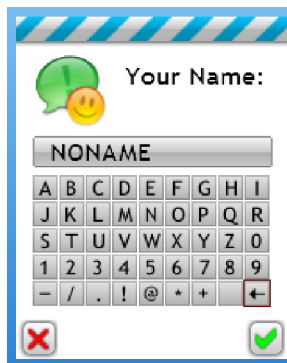 Your Name:
NONAME
A B C D E F G H I
J K L M N O P Q R
S T U V W X Y Z 0
1 2 3 4 5 6 7 8 9
- / . ! @ * + ←